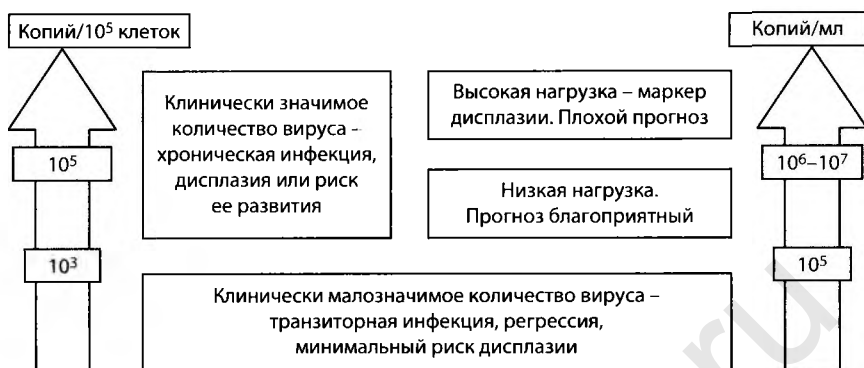 Копий/10⁵ клеток
Копий/мл
Клинически значимое
количество вируса –
хроническая инфекция,
дисплазия или риск
ее развития
Высокая нагрузка – маркер
дисплазии. Плохой прогноз
10⁵
10⁶–10⁷
Низкая нагрузка.
Прогноз благоприятный
10³
10⁵
Клинически малозначимое количество вируса –
транзиторная инфекция, регрессия,
минимальный риск дисплазии
ru